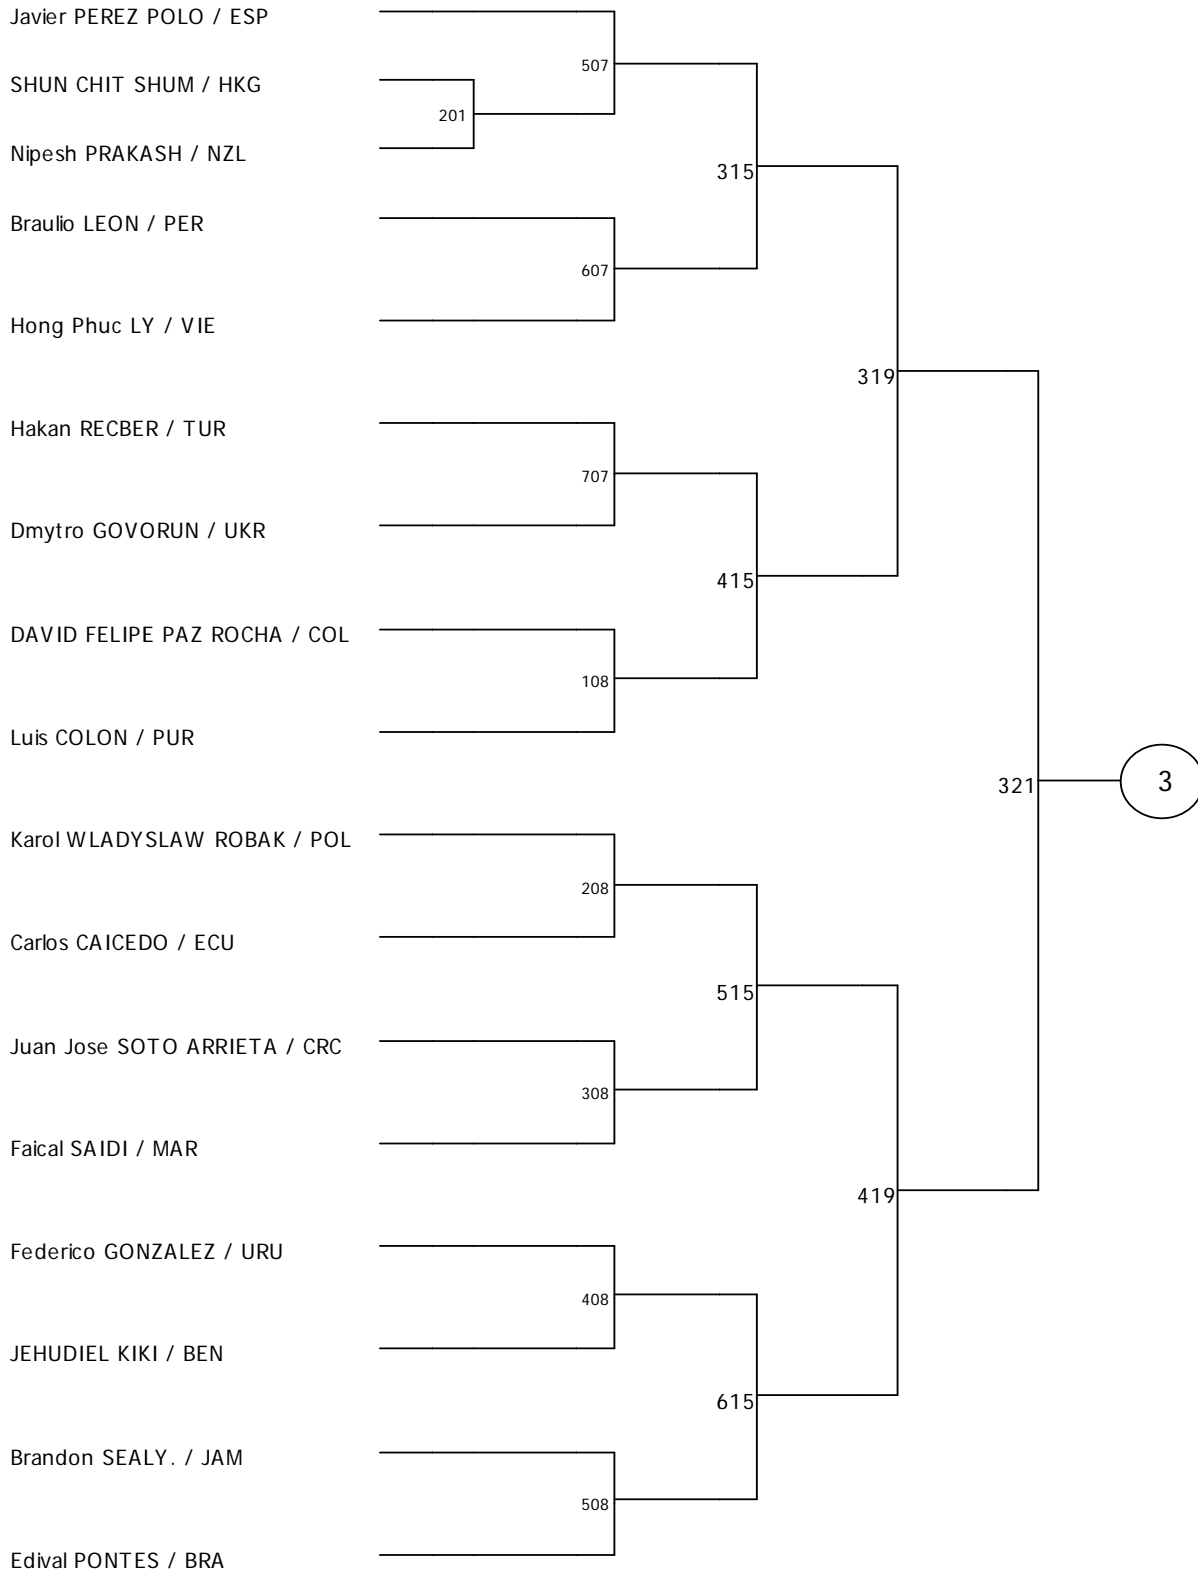 Javier PEREZ POLO / ESP
507
SHUN CHIT SHUM / HKG
201
Nipesh PRAKASH / NZL
315
Braulio LEON / PER
607
Hong Phuc LY / VIE
319
Hakan RECBER / TUR
707
Dmytro GOVORUN / UKR
415
DAVID FELIPE PAZ ROCHA / COL
108
Luis COLON / PUR
321
3
Karol WLADYSLAW ROBAK / POL
208
Carlos CAICEDO / ECU
515
Juan Jose SOTO ARRIETA / CRC
308
Faical SAIDI / MAR
419
Federico GONZALEZ / URU
408
JEHUDIEL KIKI / BEN
615
Brandon SEALY. / JAM
508
Edival PONTES / BRA